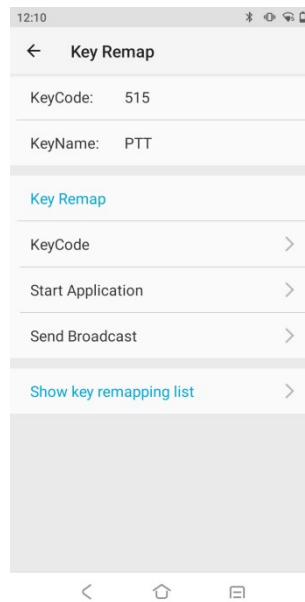 12:10
Key Remap
KeyCode: 515
KeyName: PTT
Key Remap
KeyCode
Start Application
Send Broadcast
Show key remapping list